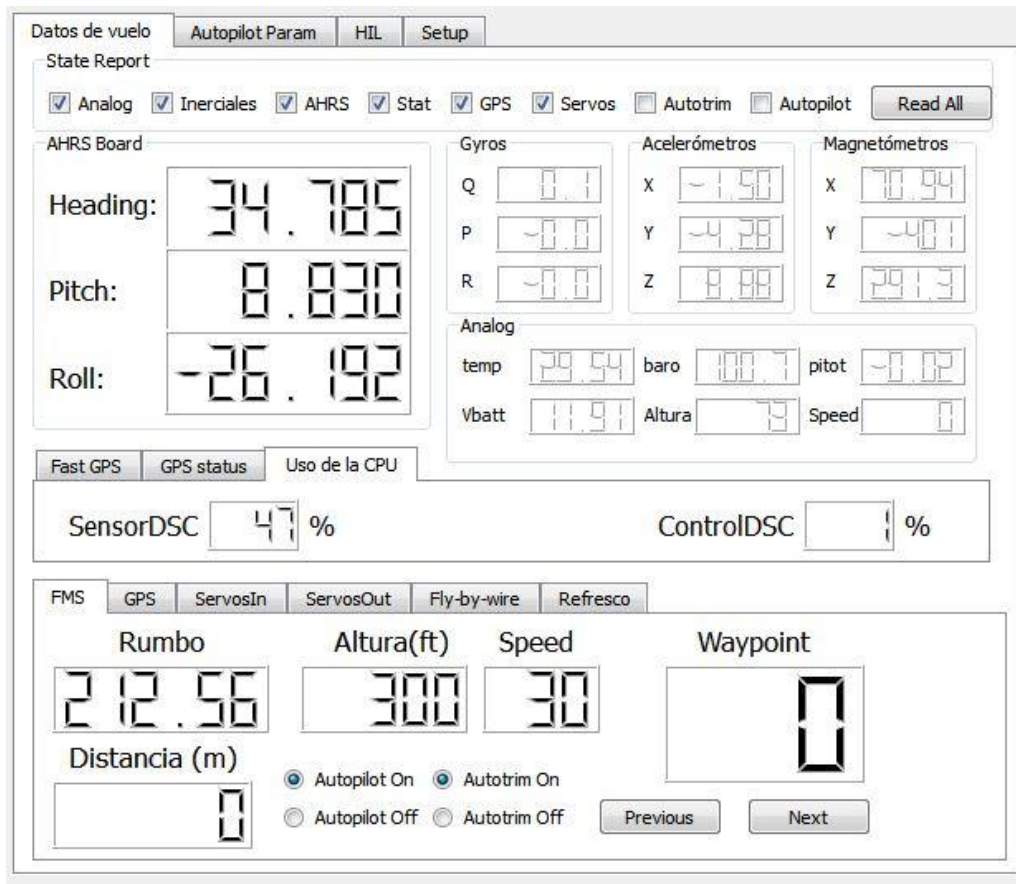 Datos de vuelo Autopilot Param HIL Setup
State Report
Analog Inerciales AHRS Stat GPS Servos Autotrim Autopilot Read All
AHRS Board Gyros Acelerómetros Magnetómetros
Heading: 34.785 Q 0.1 X -1.50 X 70.94
P -0.0 Y -4.28 Y -401
Pitch: 8.830 R -0.0 Z 8.88 Z 291.3
Analog
Roll: -26.192 temp 29.54 baro 100.7 pitot -0.02
Vbatt 11.91 Altura 79 Speed 0
Fast GPS GPS status Uso de la CPU
SensorDSC 47 % ControlDSC 1 %
FMS GPS ServosIn ServosOut Fly-by-wire Refresco
Rumbo Altura(ft) Speed Waypoint
212.56 300 30 0
Distancia (m)
0 Autopilot On Autotrim On
Autopilot Off Autotrim Off Previous Next